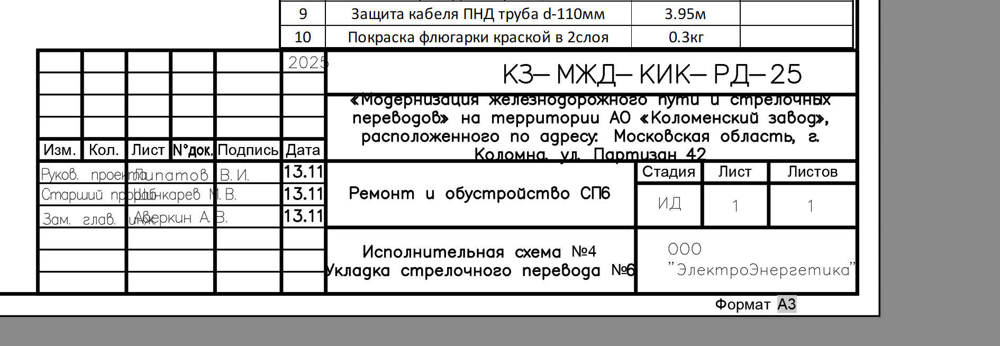 9 Защита кабеля ПНД труба d-110мм 3.95м
10 Покраска флюгарки краской в 2слоя 0.3кг
2025
КЗ-МЖД-КИК-РД-25
«Модернизация железнодорожного пути и стрелочных
переводов» на территории АО «Коломенский завод»,
расположенного по адресу: Московская область, г.
Коломна, ул. Партизан 42
Изм. Кол. Лист N°док. Подпись Дата
Руков. проекта Липатов В.И. 13.11
Старший прораб Шинкарев М.В. 13.11
Зам. глав. инж. Аверкин А.В. 13.11
Ремонт и обустройство СП6
Стадия Лист Листов
ИД 1 1
Исполнительная схема №4
Укладка стрелочного перевода №6
ООО
"ЭлектроЭнергетика"
Формат А3